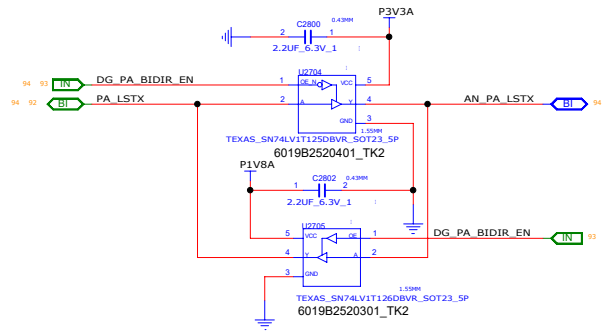 P3V3A
C2800
0.43MM
2
1
2.2UF_6.3V_1
94 93 IN DG_PA_BIDIR_EN
94 92 BI PA_LSTX
U2704
1 OE_N VCC 5
2 A Y 4
GND 3
AN_PA_LSTX BI 94
1.55MM
TEXAS_SN74LV1T125DBVR_SOT23_5P
6019B2520401_TK2
P1V8A
C2802
0.43MM
1
2
2.2UF_6.3V_1
U2705
5 VCC OE 1
4 Y A 2
3 GND
DG_PA_BIDIR_EN IN 93
1.55MM
TEXAS_SN74LV1T126DBVR_SOT23_5P
6019B2520301_TK2